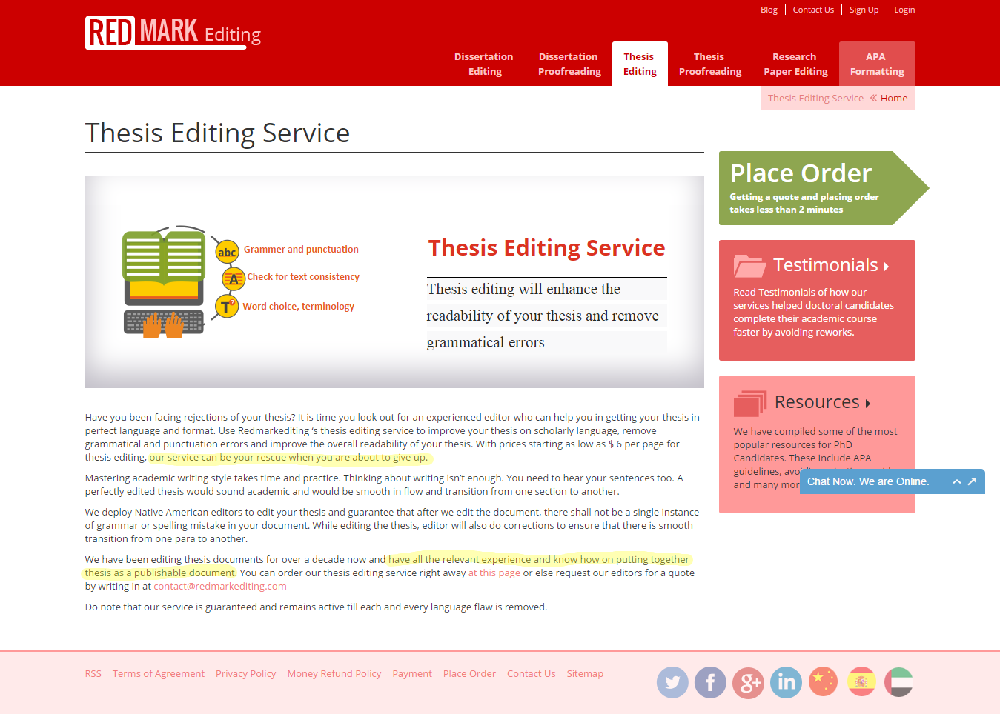 Blog
Contact Us
Sign Up
Login
RED MARK Editing
Dissertation
Editing
Dissertation
Proofreading
Thesis
Editing
Thesis
Proofreading
Research
Paper Editing
APA
Formatting
Thesis Editing Service « Home
Thesis Editing Service
abc Grammer and punctuation
A Check for text consistency
T? Word choice, terminology
Thesis Editing Service
Thesis editing will enhance the
readability of your thesis and remove
grammatical errors
Have you been facing rejections of your thesis? It is time you look out for an experienced editor who can help you in getting your thesis in
perfect language and format. Use Redmarkediting ‘s thesis editing service to improve your thesis on scholarly language, remove
grammatical and punctuation errors and improve the overall readability of your thesis. With prices starting as low as $ 6 per page for
thesis editing, our service can be your rescue when you are about to give up.
Mastering academic writing style takes time and practice. Thinking about writing isn’t enough. You need to hear your sentences too. A
perfectly edited thesis would sound academic and would be smooth in flow and transition from one section to another.
We deploy Native American editors to edit your thesis and guarantee that after we edit the document, there shall not be a single instance
of grammar or spelling mistake in your document. While editing the thesis, editor will also do corrections to ensure that there is smooth
transition from one para to another.
We have been editing thesis documents for over a decade now and have all the relevant experience and know how on putting together
thesis as a publishable document. You can order our thesis editing service right away at this page or else request our editors for a quote
by writing in at contact@redmarkediting.com
Do note that our service is guaranteed and remains active till each and every language flaw is removed.
Place Order
Getting a quote and placing order
takes less than 2 minutes
Testimonials
Read Testimonials of how our
services helped doctoral candidates
complete their academic course
faster by avoiding reworks.
Resources
We have compiled some of the most
popular resources for PhD
Candidates. These include APA
guidelines,
and many
Chat Now. We are Online.
RSS
Terms of Agreement
Privacy Policy
Money Refund Policy
Payment
Place Order
Contact Us
Sitemap
f
g+
in